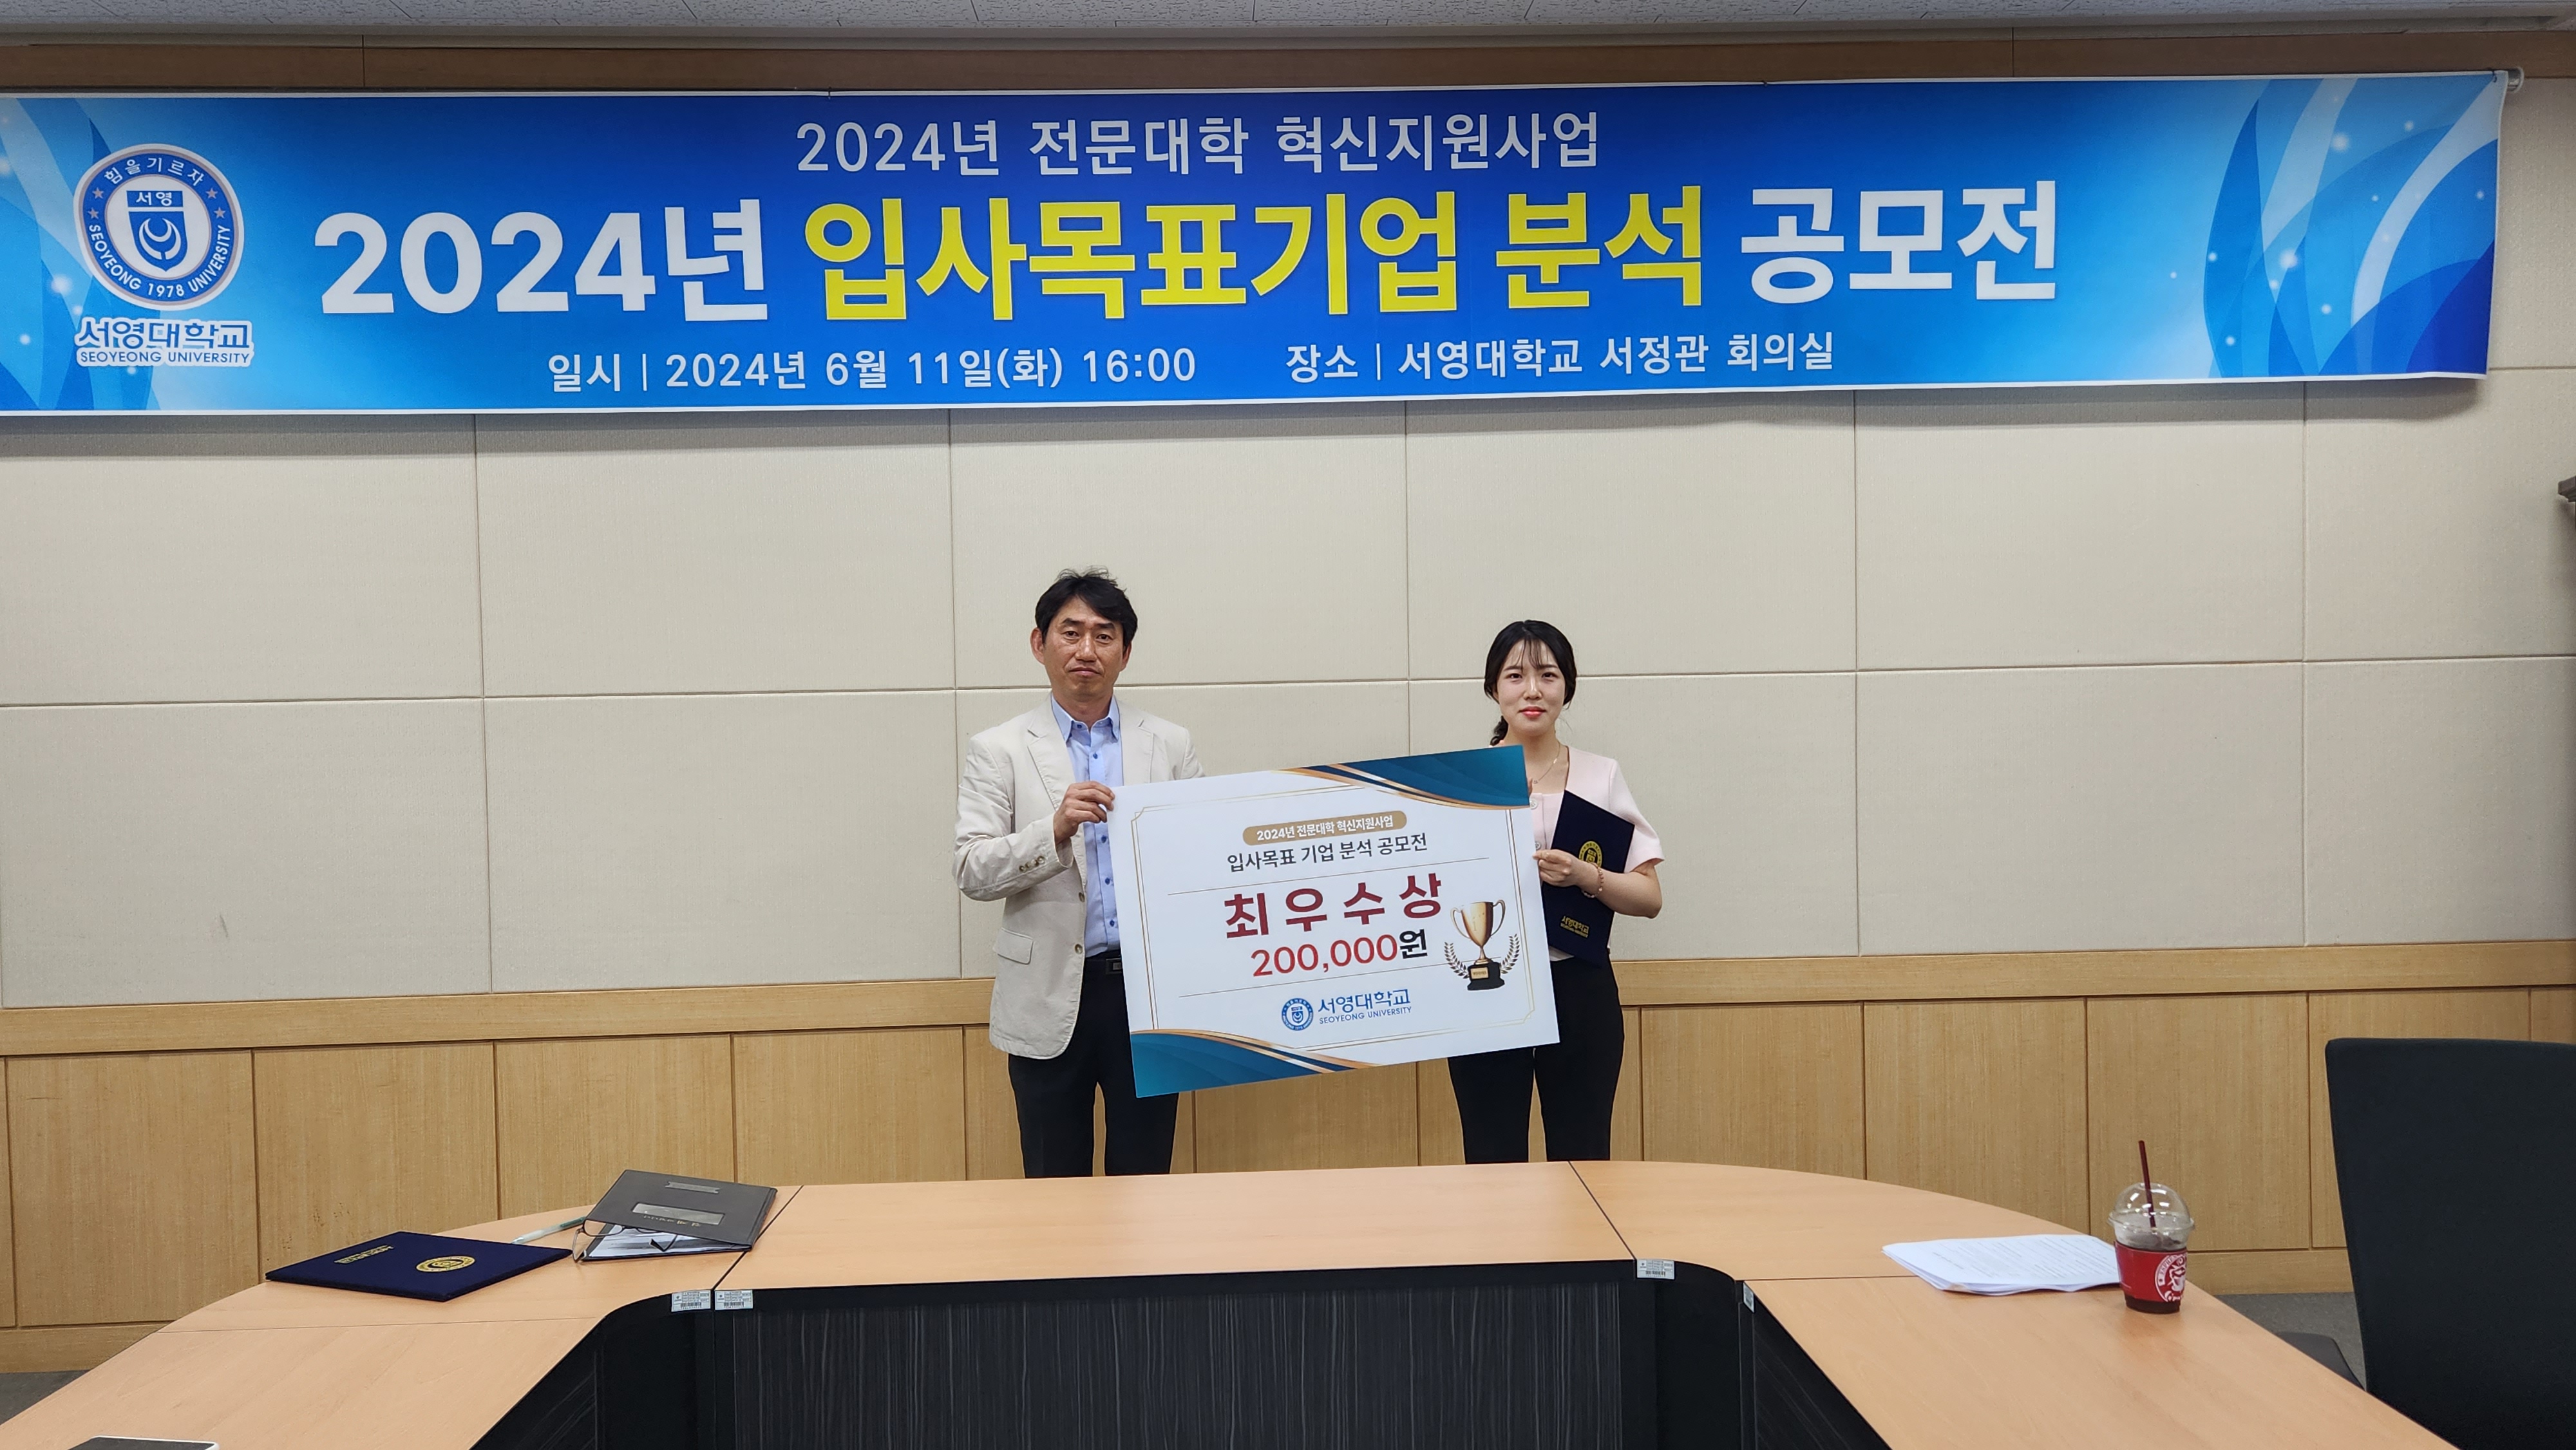 2024년 전문대학 혁신지원사업
2024년 입사목표기업 분석 공모전
일시 | 2024년 6월 11일(화) 16:00 장소 | 서영대학교 서정관 회의실
힘을기르자
서영
SEOYEONG 1978 UNIVERSITY
서영대학교
SEOYEONG UNIVERSITY
2024년 전문대학 혁신지원사업
입사목표 기업 분석 공모전
최우수상
200,000원
서영대학교
SEOYEONG UNIVERSITY
서영대학교